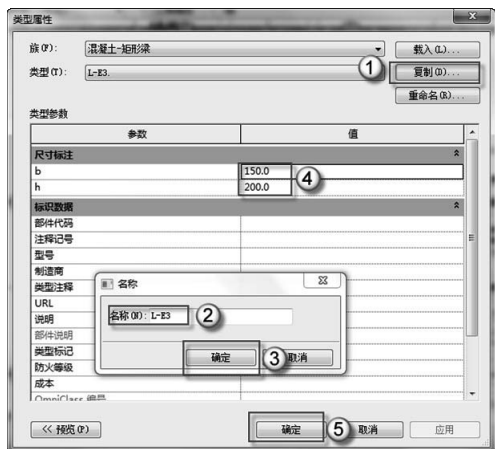 类型属性
族(F): 混凝土-矩形梁 载入(L)...
类型(T): L-E3. ① 复制(D)...
重命名(R)...
类型参数
参数 值
尺寸标注
b 150.0
h 200.0 ④
标识数据
部件代码
注释记号
型号
制造商
类型注释
URL
说明
部件说明
类型标记
防火等级
成本
OmniClass 编号
名称
名称(N): L-E3 ②
确定 ③ 取消
<< 预览(P) 确定 ⑤ 取消 应用